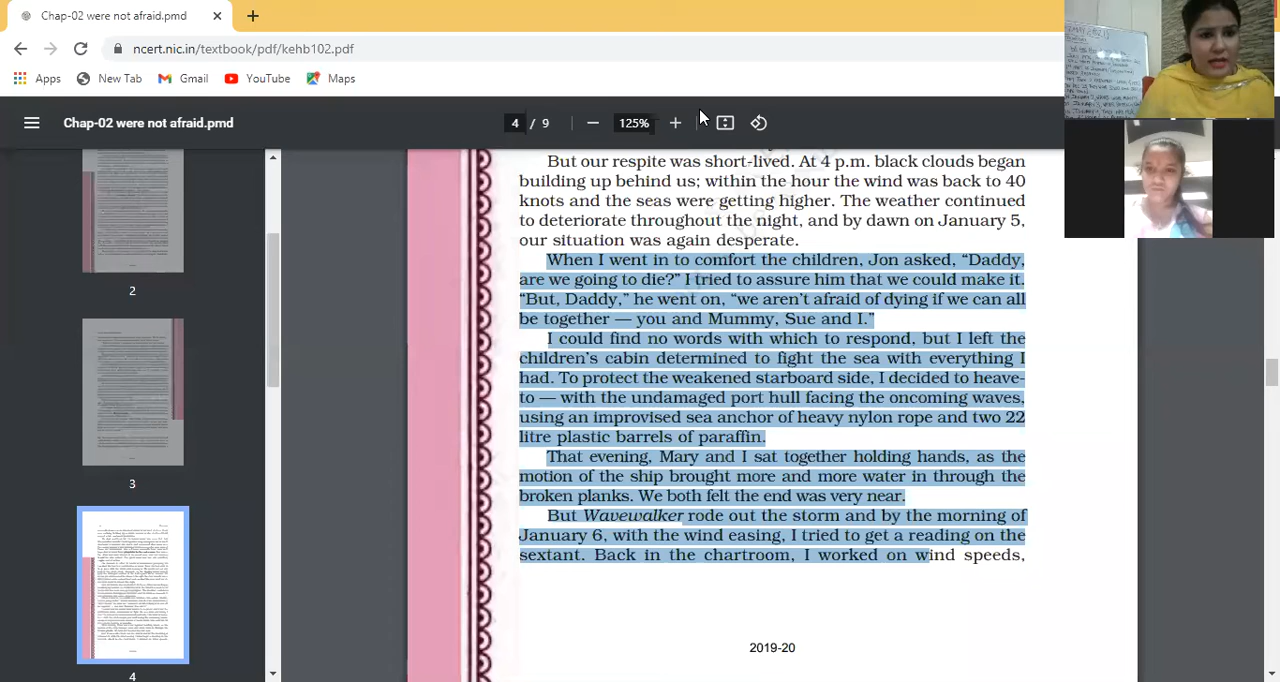 Chap-02 were not afraid.pmd
ncert.nic.in/textbook/pdf/kehb102.pdf
Apps New Tab Gmail YouTube Maps
Chap-02 were not afraid.pmd
4 / 9
125%
2
3
4
But our respite was short-lived. At 4 p.m. black clouds began
building up behind us; within the hour the wind was back to 40
knots and the seas were getting higher. The weather continued
to deteriorate throughout the night, and by dawn on January 5,
our situation was again desperate.
When I went in to comfort the children, Jon asked, “Daddy,
are we going to die?” I tried to assure him that we could make it.
“But, Daddy,” he went on, “we aren’t afraid of dying if we can all
be together — you and Mummy, Sue and I.”
I could find no words with which to respond, but I left the
children’s cabin determined to fight the sea with everything I
had. To protect the weakened starboard side, I decided to heave-
to — with the undamaged port hull facing the oncoming waves,
using an improvised sea anchor of heavy nylon rope and two 22
litre plastic barrels of paraffin.
That evening, Mary and I sat together holding hands, as the
motion of the ship brought more and more water in through the
broken planks. We both felt the end was very near.
But Wavewalker rode out the storm and by the morning of
January 6, with the wind easing, I tried to get a reading on the
sextant. Back in the chartroom, I worked on wind speeds,
2019-20